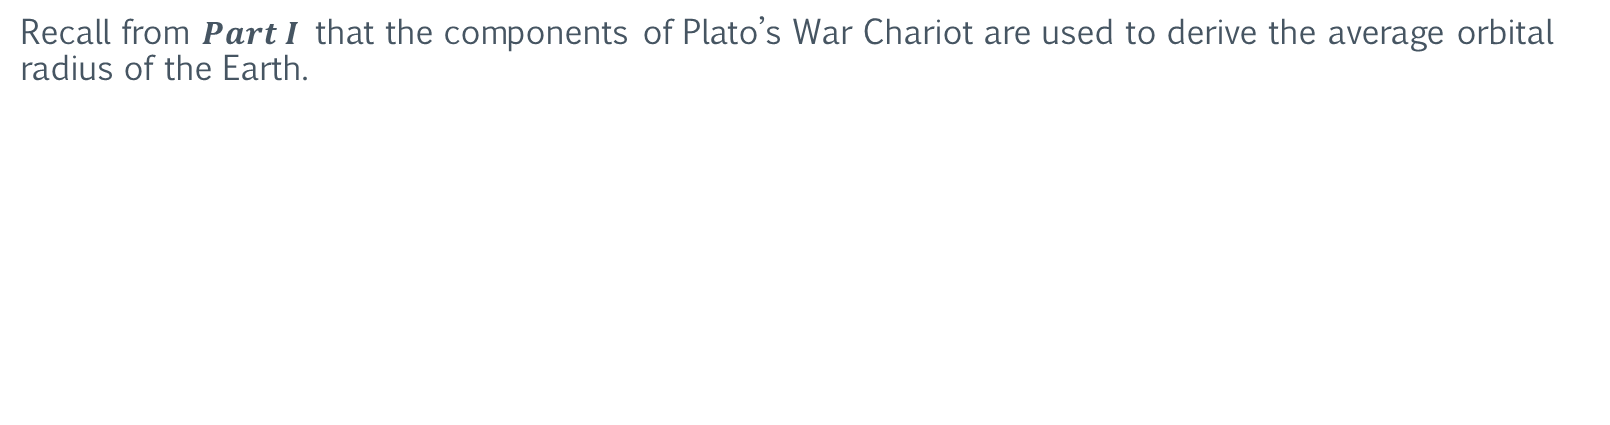 Recall from Part I that the components of Plato’s War Chariot are used to derive the average orbital
radius of the Earth.